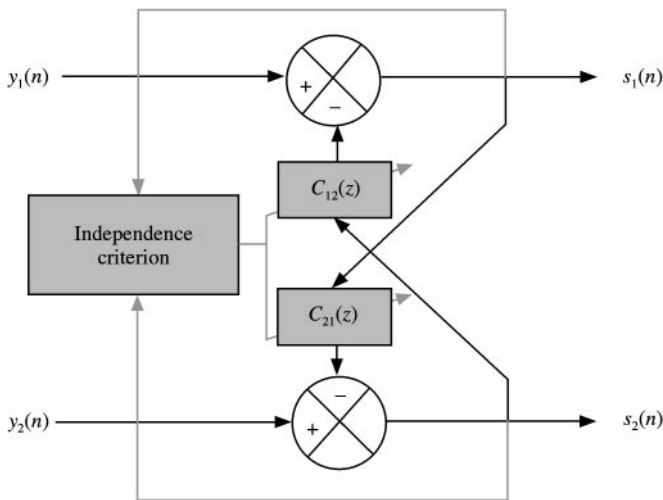 y₁(n)
s₁(n)
+
−
C₁₂(z)
Independence
criterion
C₂₁(z)
−
+
y₂(n)
s₂(n)